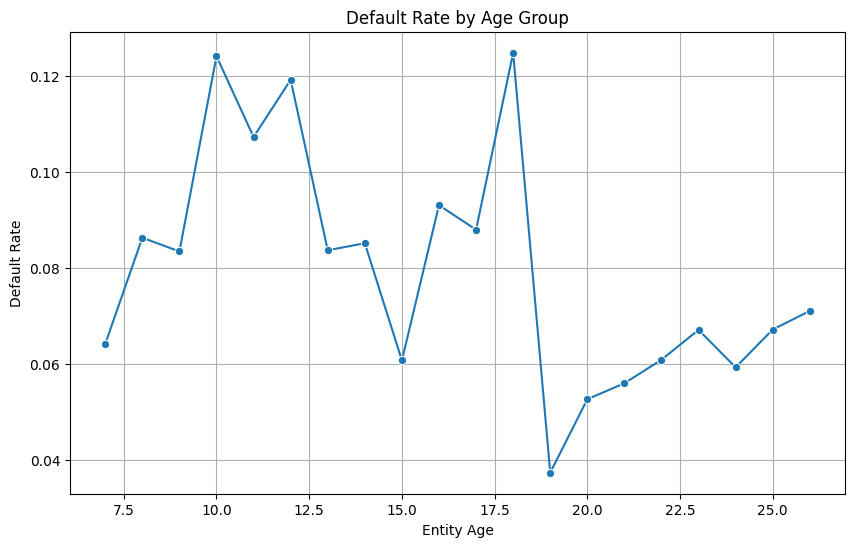 Default Rate by Age Group
Default Rate
0.12
0.10
0.08
0.06
0.04
7.5 10.0 12.5 15.0 17.5 20.0 22.5 25.0
Entity Age